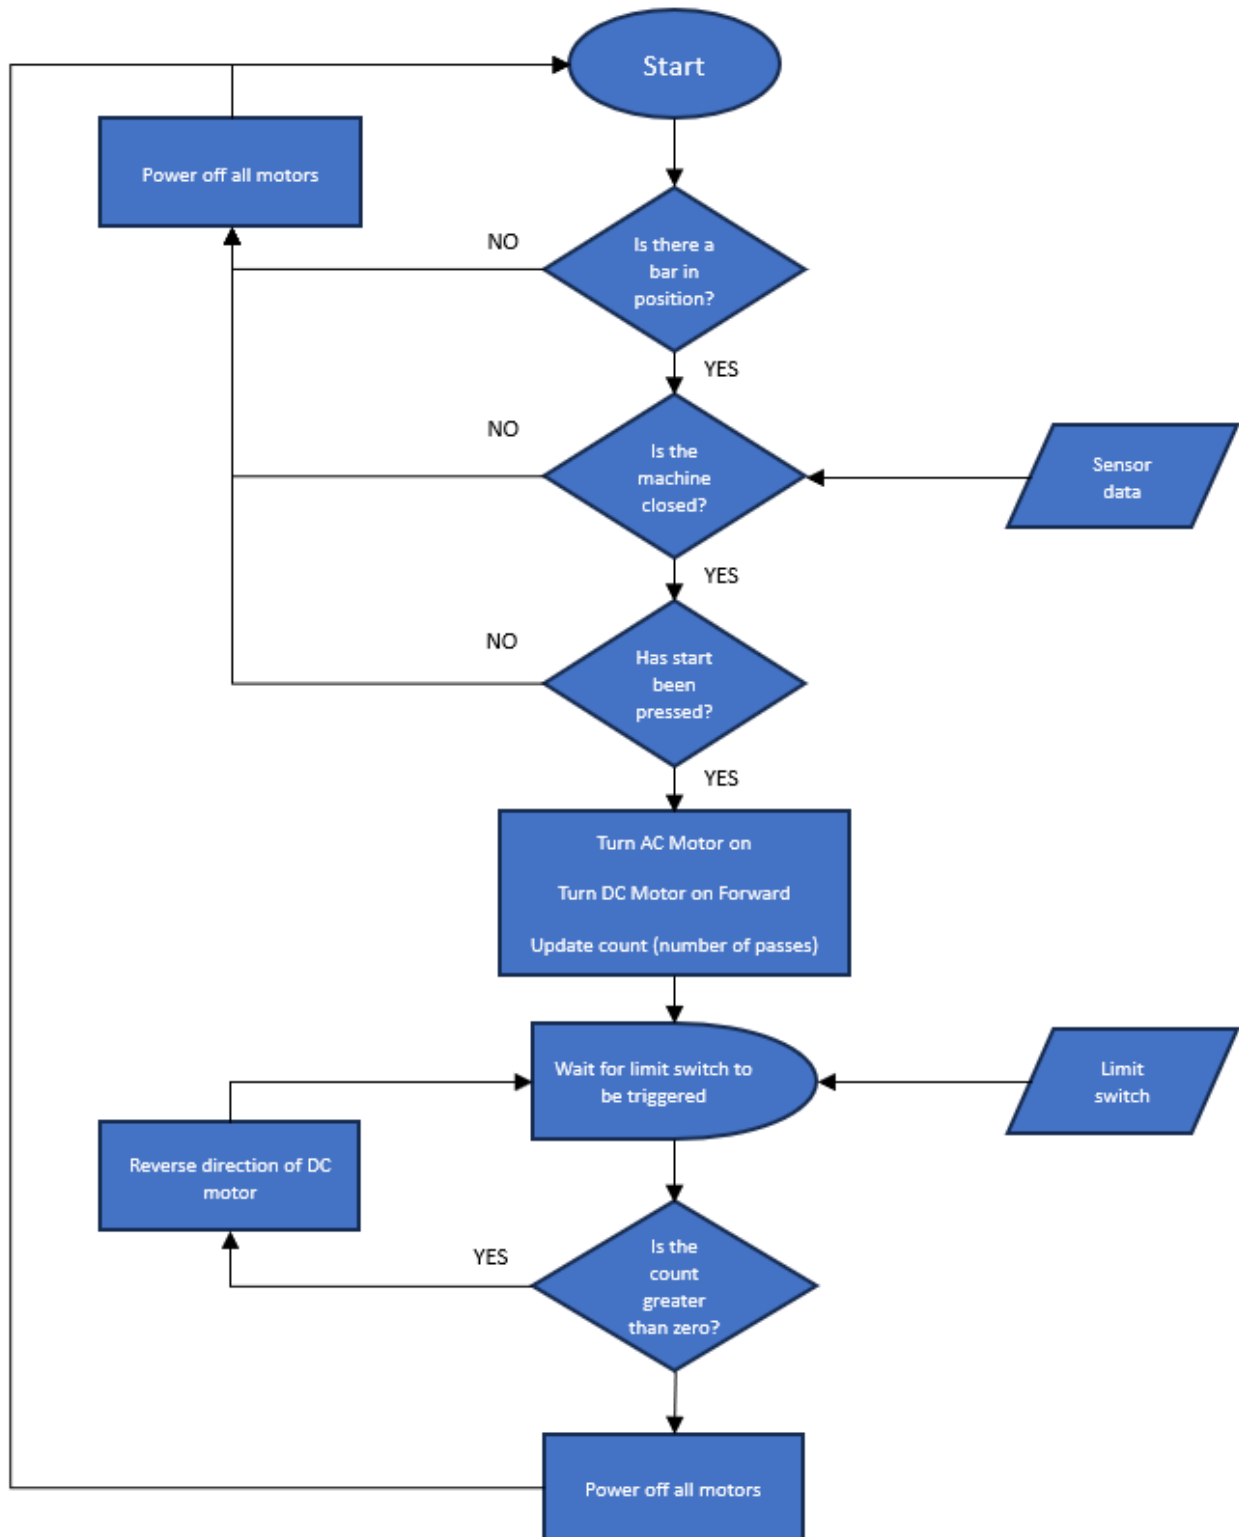 Start
Power off all motors
NO
Is there a
bar in
position?
YES
NO
Is the
machine
closed?
Sensor
data
YES
NO
Has start
been
pressed?
YES
Turn AC Motor on
Turn DC Motor on Forward
Update count (number of passes)
Wait for limit switch to
be triggered
Limit
switch
Reverse direction of DC
motor
YES
Is the
count
greater
than zero?
Power off all motors